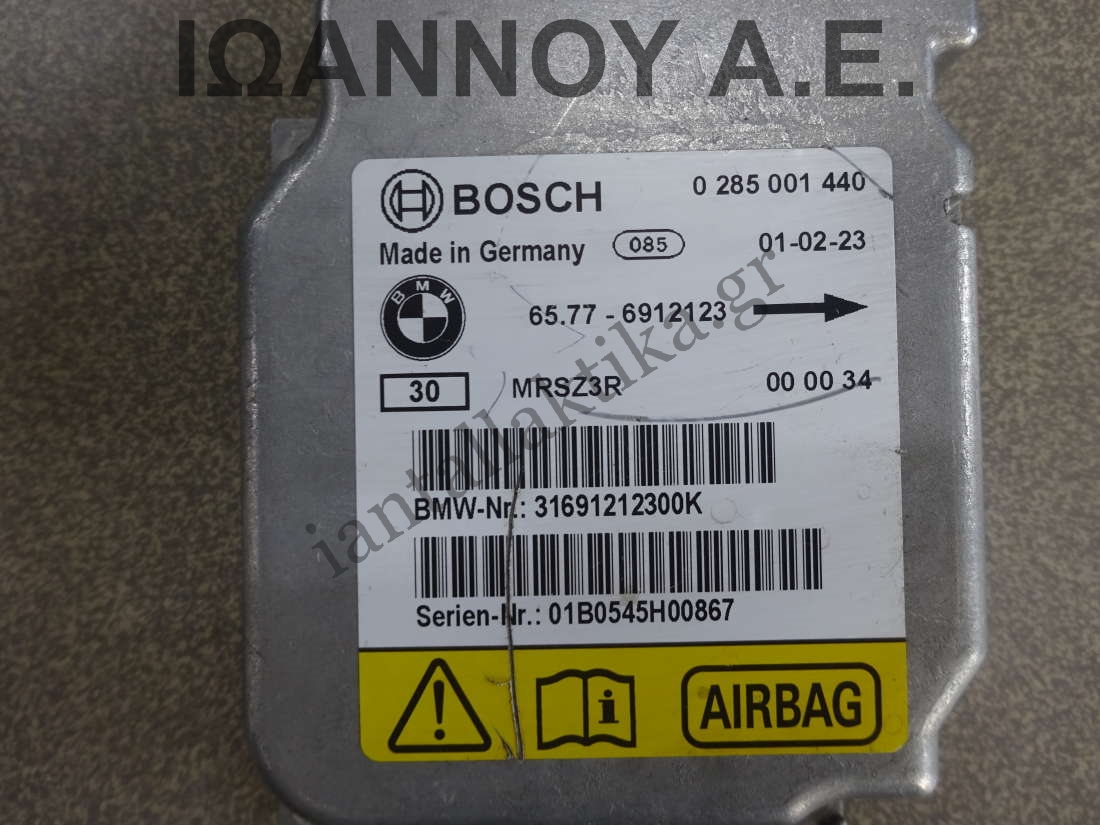 ΙΩΑΝΝΟΥ Α.Ε.
BOSCH 0 285 001 440
Made in Germany 085 01-02-23
BMW 65.77 - 6912123
30 MRSZ3R 00 00 34
BMW-Nr.: 31691212300K
Serien-Nr.: 01B0545H00867
i AIRBAG
iantallaktika.gr